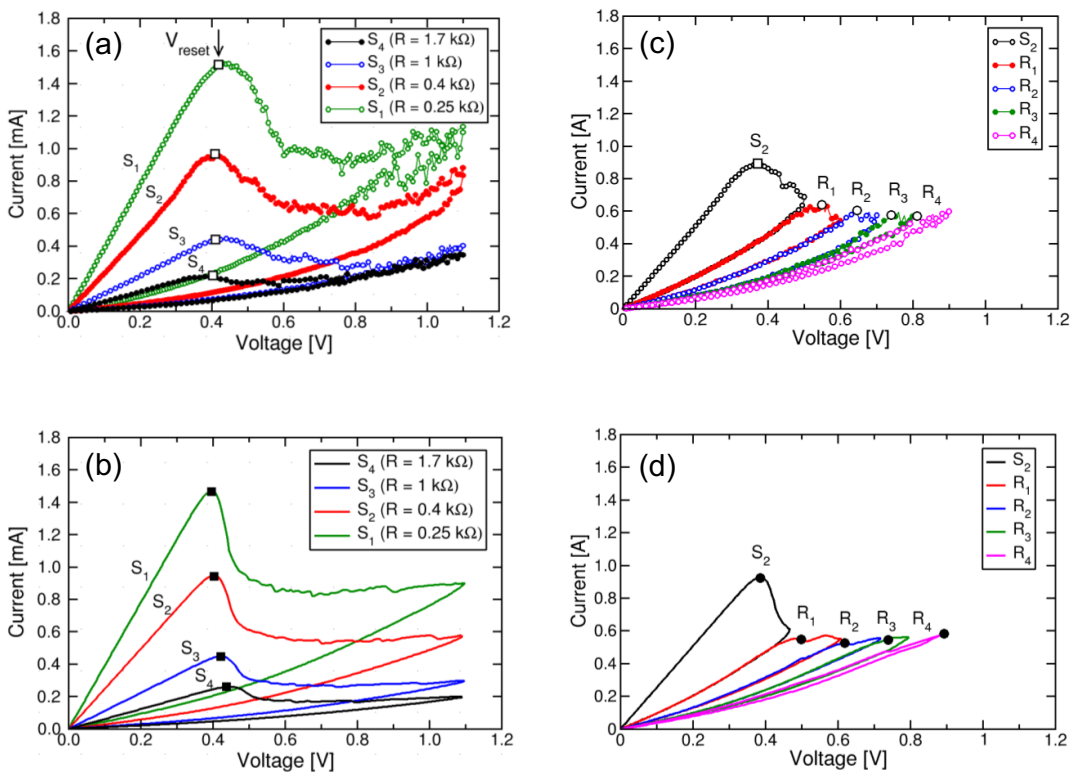 (a)
V_reset
S₄ (R = 1.7 kΩ)
S₃ (R = 1 kΩ)
S₂ (R = 0.4 kΩ)
S₁ (R = 0.25 kΩ)
S₁
S₂
S₃
S₄
1.8
1.6
1.4
1.2
1.0
0.8
0.6
0.4
0.2
0.0
Current [mA]
0.0 0.2 0.4 0.6 0.8 1.0 1.2
Voltage [V]
(c)
S₂
R₁
R₂
R₃
R₄
S₂
R₁ R₂ R₃ R₄
1.8
1.6
1.4
1.2
1.0
0.8
0.6
0.4
0.2
0.0
Current [A]
0 0.2 0.4 0.6 0.8 1 1.2
Voltage [V]
(b)
S₄ (R = 1.7 kΩ)
S₃ (R = 1 kΩ)
S₂ (R = 0.4 kΩ)
S₁ (R = 0.25 kΩ)
S₁
S₂
S₃
S₄
1.8
1.6
1.4
1.2
1.0
0.8
0.6
0.4
0.2
0.0
Current [mA]
0.0 0.2 0.4 0.6 0.8 1.0 1.2
Voltage [V]
(d)
S₂
R₁
R₂
R₃
R₄
S₂
R₁ R₂ R₃ R₄
1.8
1.6
1.4
1.2
1.0
0.8
0.6
0.4
0.2
0.0
Current [A]
0 0.2 0.4 0.6 0.8 1 1.2
Voltage [V]